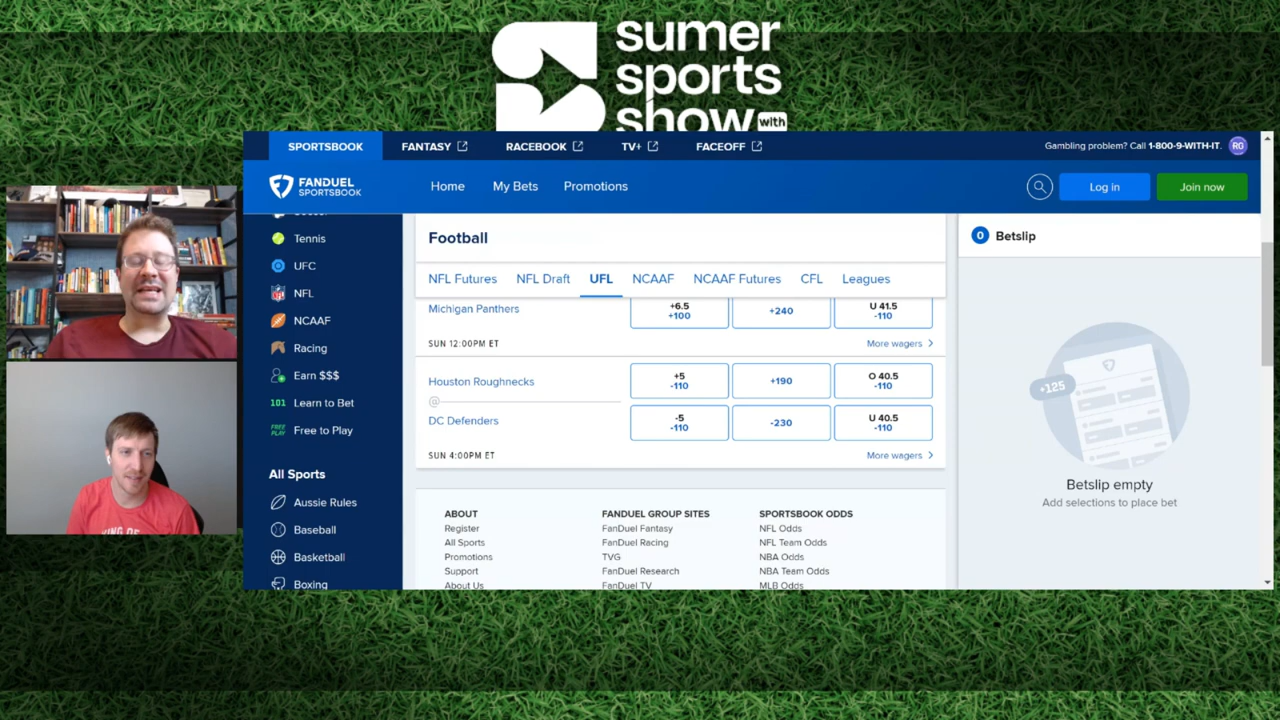 sumer
sports
show with
SPORTSBOOK
FANTASY
RACEBOOK
TV+
FACEOFF
Gambling problem? Call 1-800-9-WITH-IT.
RG
FANDUEL
SPORTSBOOK
Home
My Bets
Promotions
Log in
Join now
Tennis
UFC
NFL
NCAAF
Racing
Earn $$$
101 Learn to Bet
FREE PLAY Free to Play
All Sports
Aussie Rules
Baseball
Basketball
Boxing
Football
NFL Futures
NFL Draft
UFL
NCAAF
NCAAF Futures
CFL
Leagues
Michigan Panthers
+6.5
+100
+240
U 41.5
-110
SUN 12:00PM ET
More wagers
Houston Roughnecks
+5
-110
+190
O 40.5
-110
@
DC Defenders
-5
-110
-230
U 40.5
-110
SUN 4:00PM ET
More wagers
ABOUT
Register
All Sports
Promotions
Support
About Us
FANDUEL GROUP SITES
FanDuel Fantasy
FanDuel Racing
TVG
FanDuel Research
FanDuel TV
SPORTSBOOK ODDS
NFL Odds
NFL Team Odds
NBA Odds
NBA Team Odds
MLB Odds
0 Betslip
+125
Betslip empty
Add selections to place bet